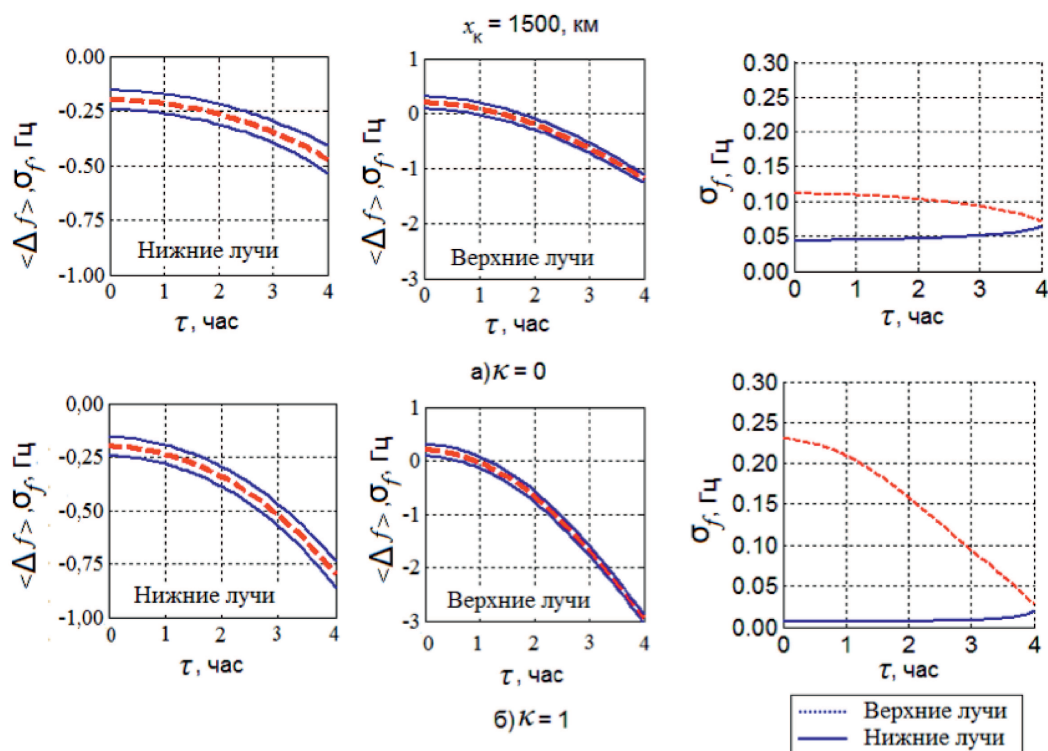 x_к = 1500, км
<Δf>,σ_f, Гц
0.00
-0.25
-0.50
-0.75
-1.00
Нижние лучи
0 1 2 3 4
τ, час
<Δf>,σ_f, Гц
1
0
-1
-2
-3
Верхние лучи
0 1 2 3 4
τ, час
σ_f, Гц
0.30
0.25
0.20
0.15
0.10
0.05
0.00
0 1 2 3 4
τ, час
а) κ = 0
<Δf>,σ_f, Гц
0,00
-0,25
-0,50
-0,75
-1,00
Нижние лучи
0 1 2 3 4
τ, час
<Δf>,σ_f, Гц
1
0
-1
-2
-3
Верхние лучи
0 1 2 3 4
τ, час
σ_f, Гц
0.30
0.25
0.20
0.15
0.10
0.05
0.00
0 1 2 3 4
τ, час
б) κ = 1
Верхние лучи
Нижние лучи